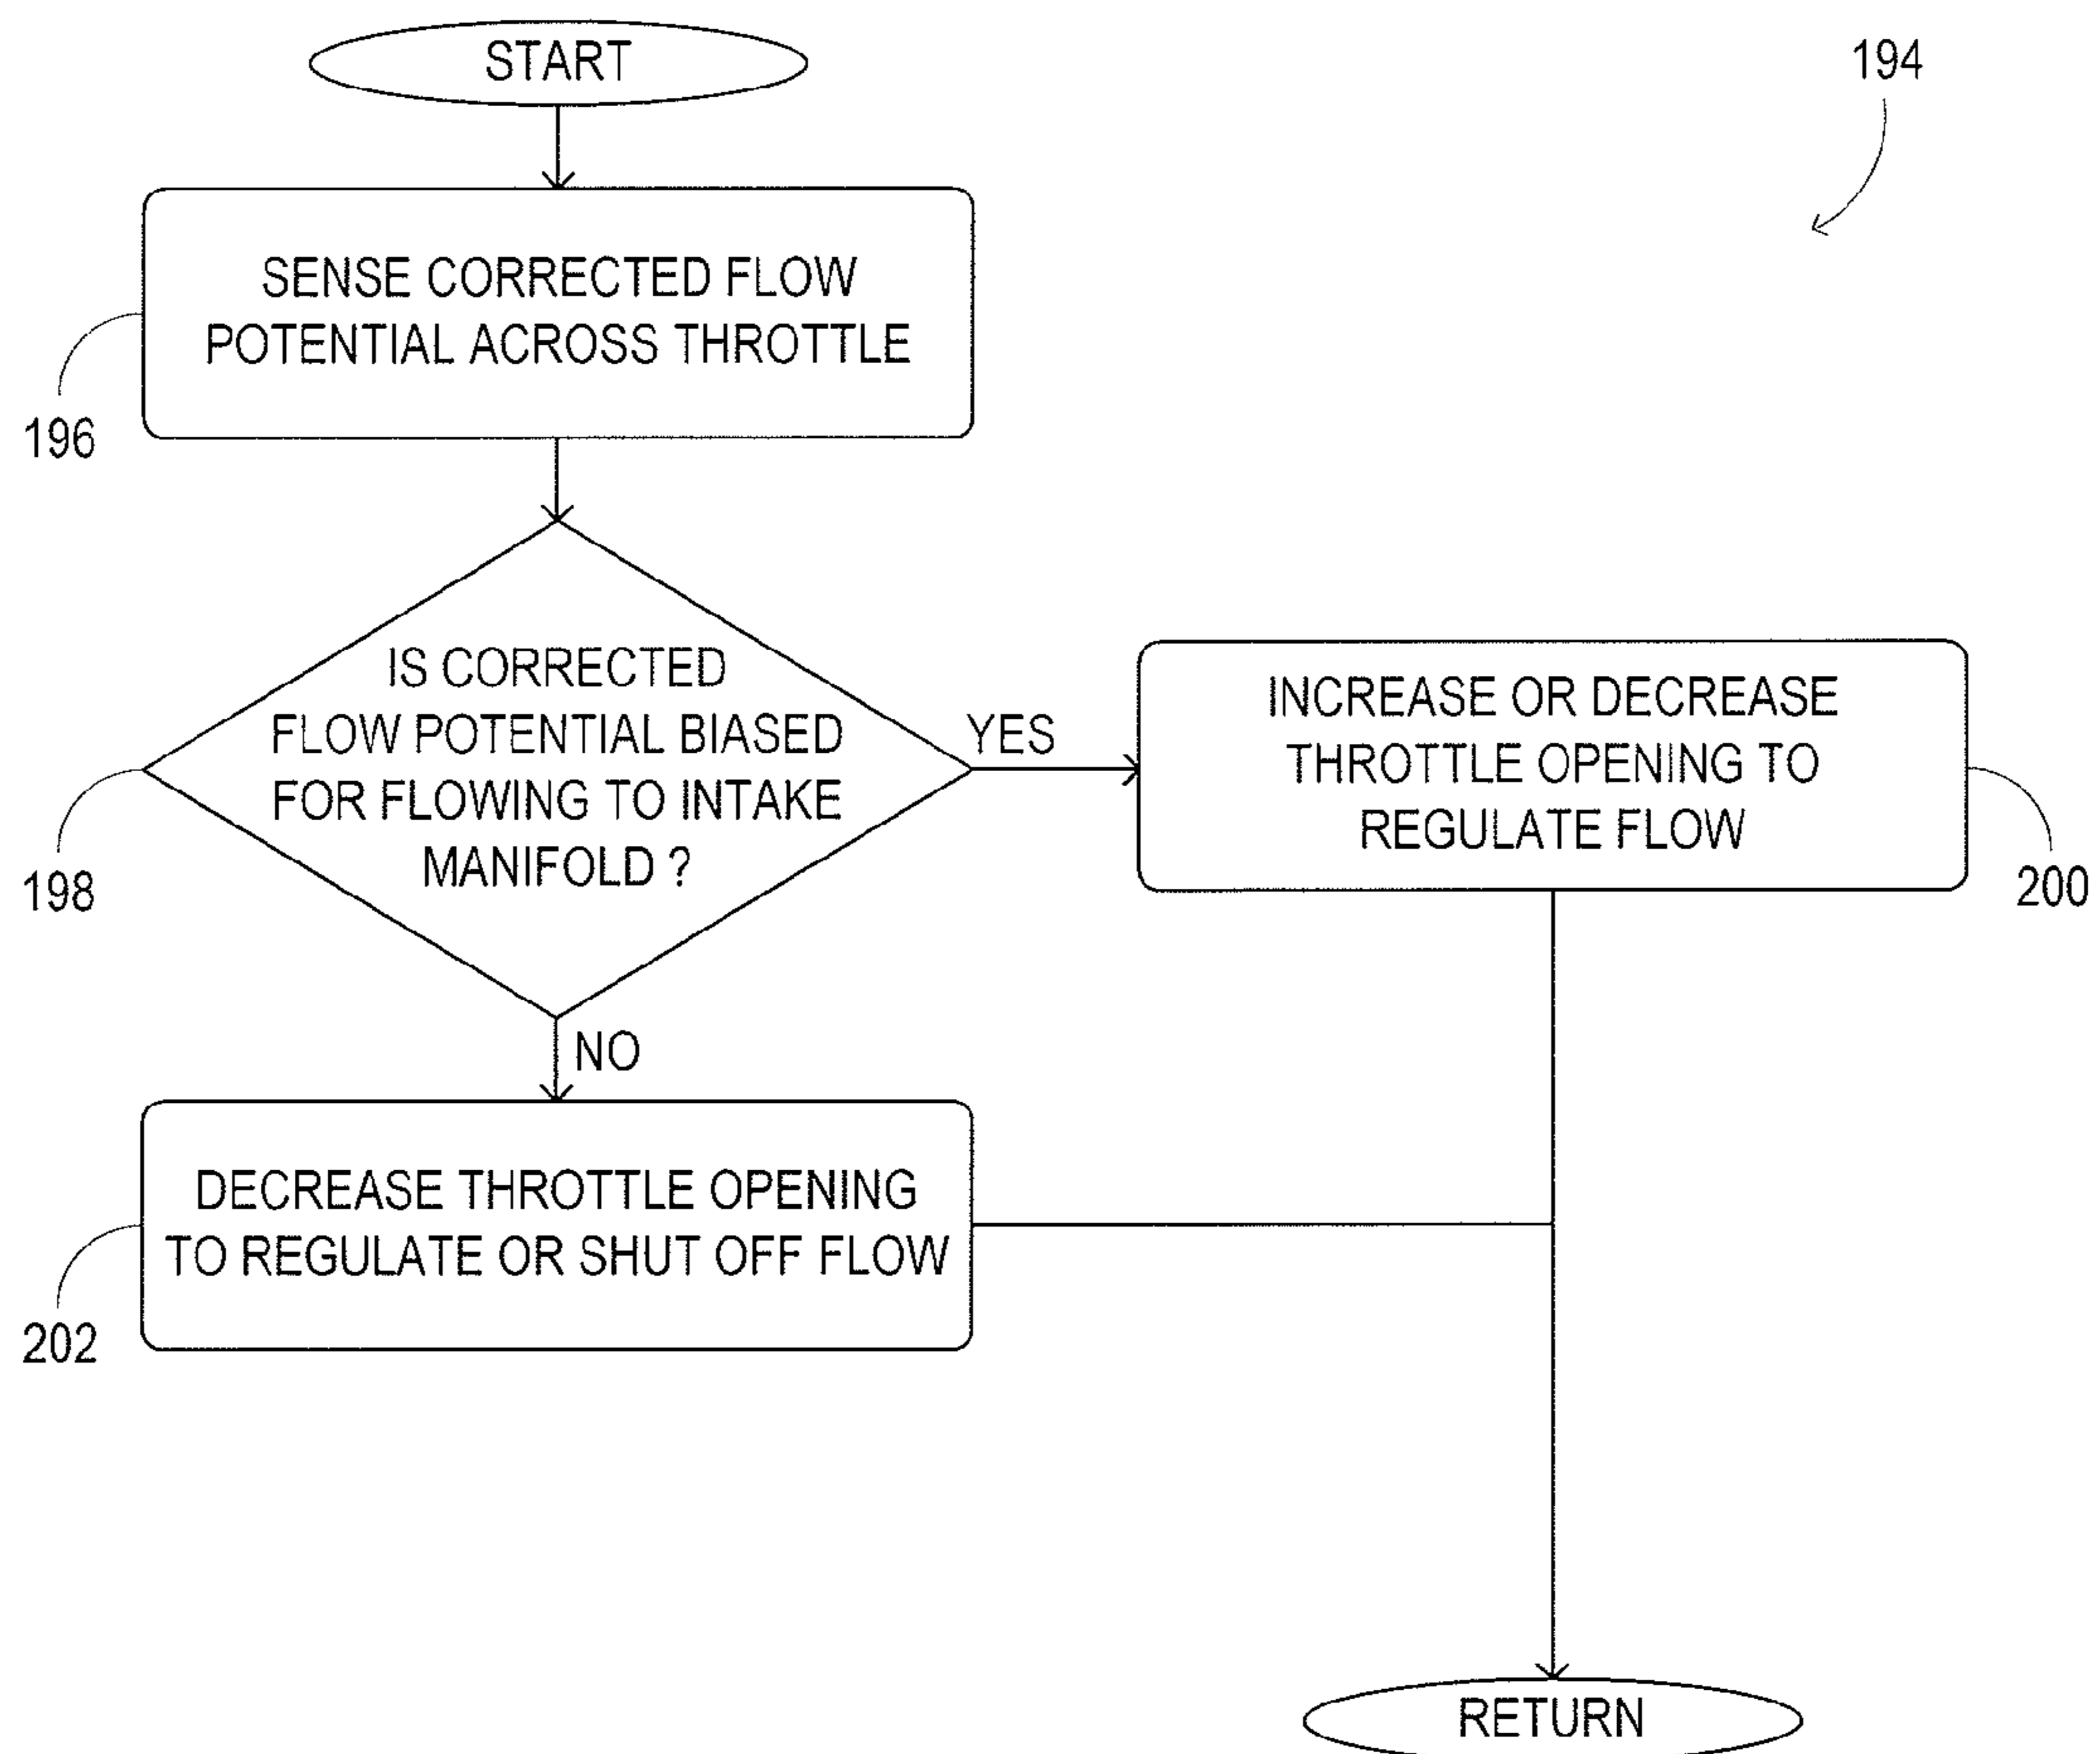 START
194
SENSE CORRECTED FLOW
POTENTIAL ACROSS THROTTLE
196
IS CORRECTED
FLOW POTENTIAL BIASED
FOR FLOWING TO INTAKE
MANIFOLD ?
198
YES
INCREASE OR DECREASE
THROTTLE OPENING TO
REGULATE FLOW
200
NO
DECREASE THROTTLE OPENING
TO REGULATE OR SHUT OFF FLOW
202
RETURN